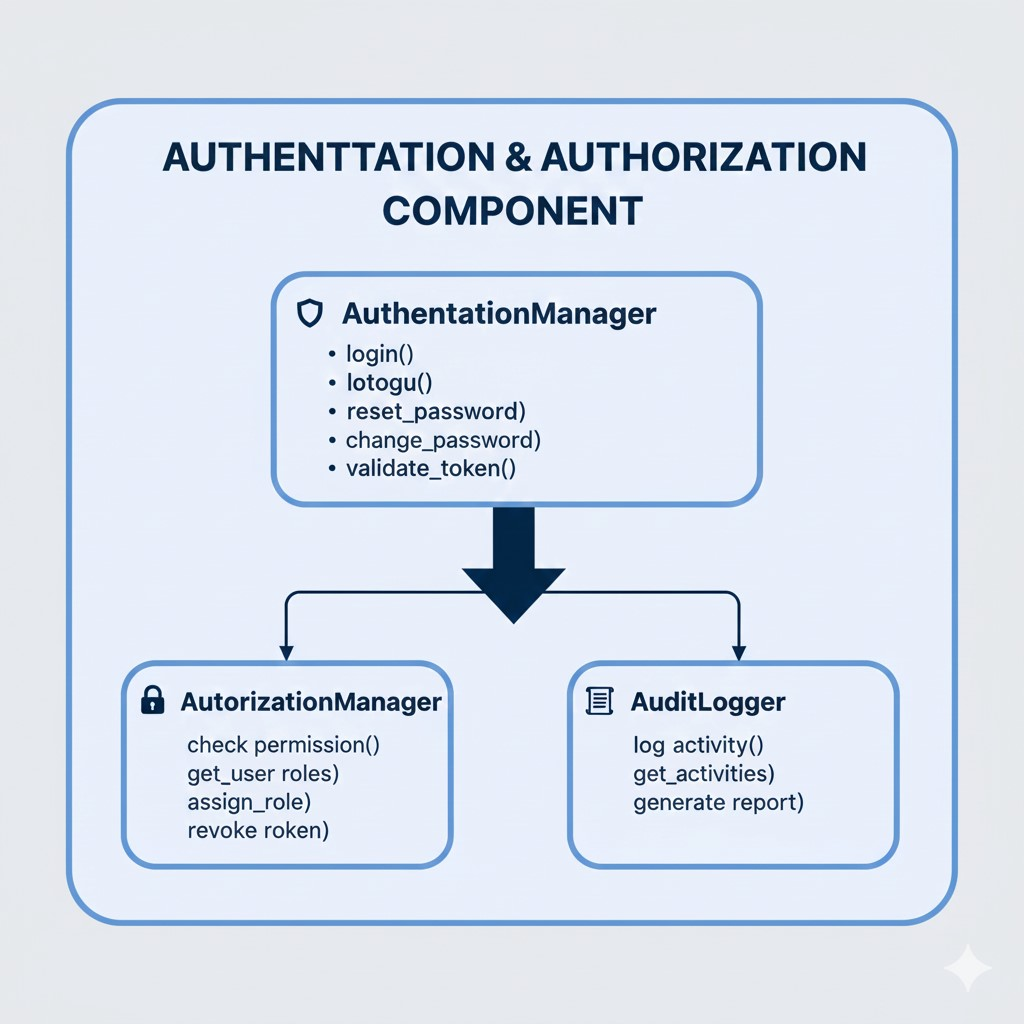 AUTHENTTATION & AUTHORIZATION
COMPONENT
AuthentationManager
• login()
• lotogu()
• reset_password)
• change_password)
• validate_token()
AutorizationManager
check permission()
get_user roles)
assign_role)
revoke roken)
AuditLogger
log activity()
get_activities)
generate report)